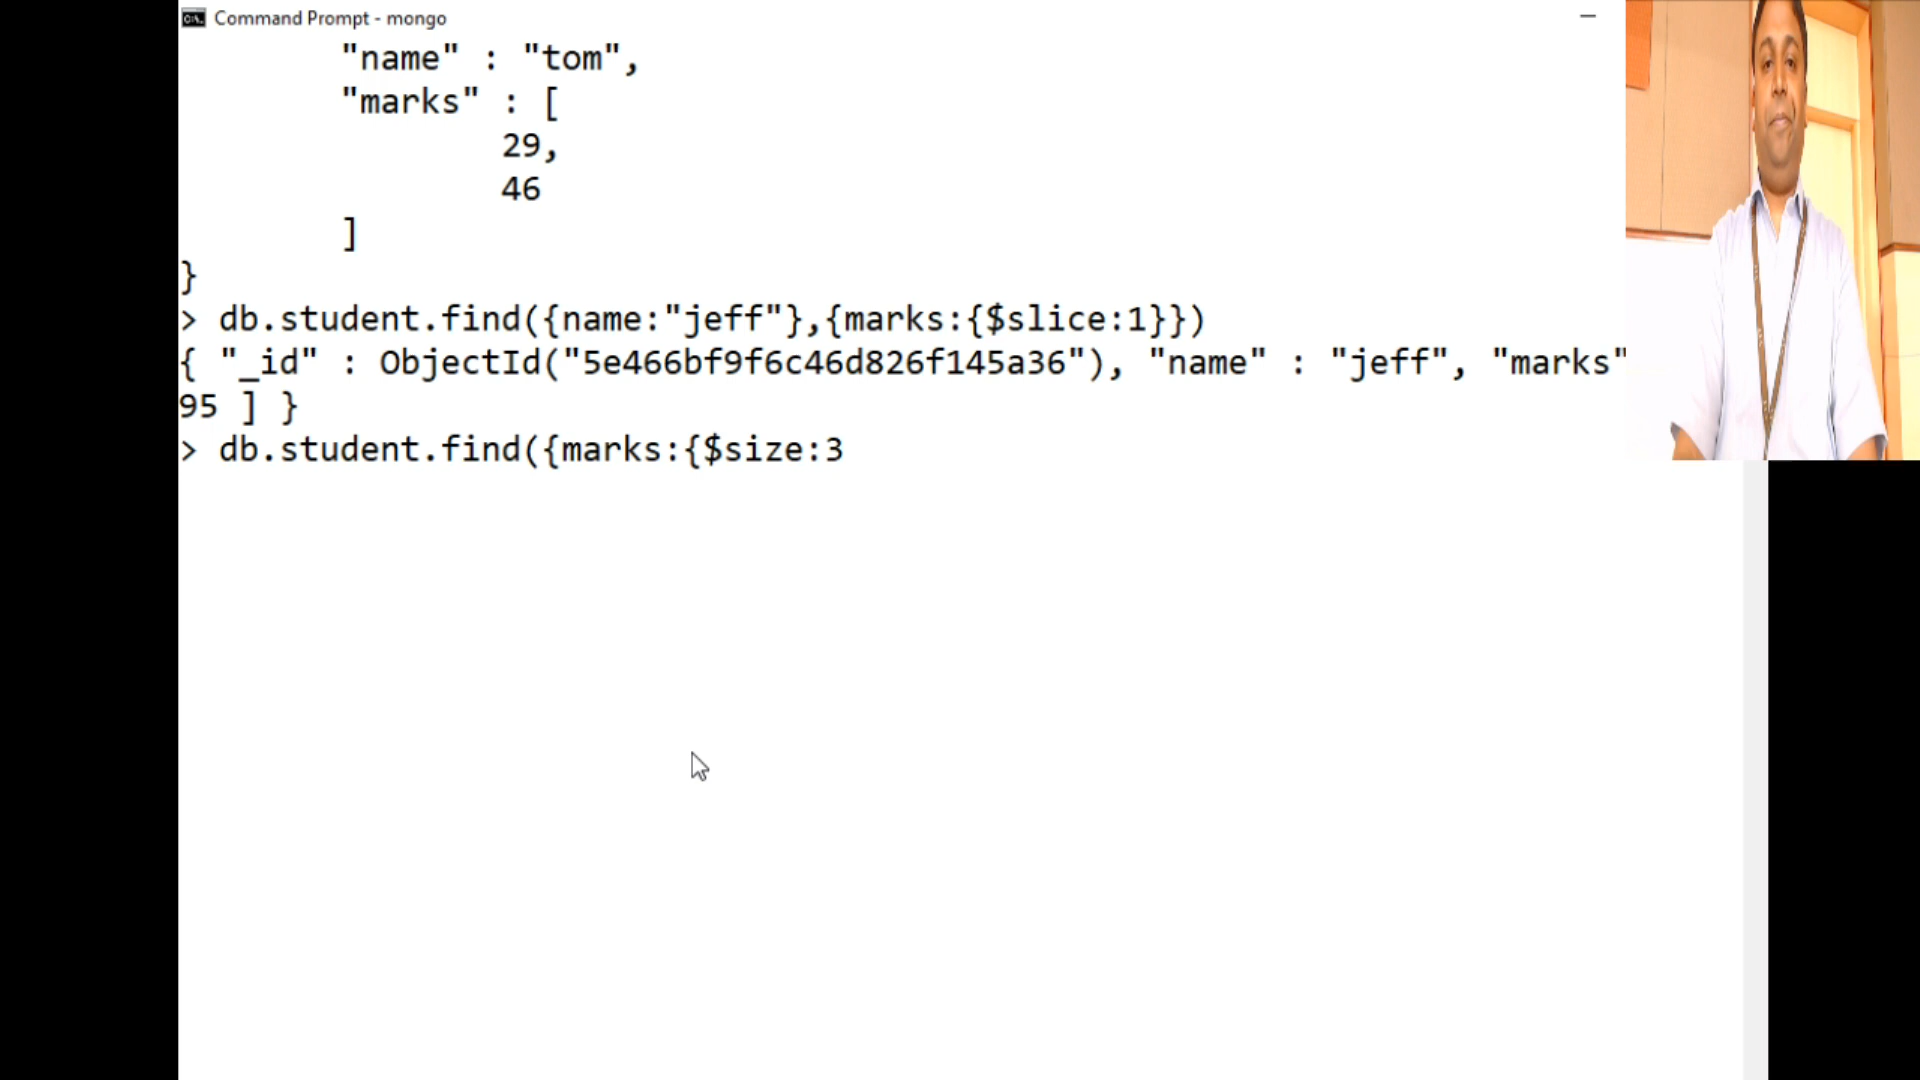 Command Prompt - mongo
"name" : "tom",
"marks" : [
29,
46
]
}
> db.student.find({name:"jeff"},{marks:{$slice:1}})
{ "_id" : ObjectId("5e466bf9f6c46d826f145a36"), "name" : "jeff", "marks"
95 ] }
> db.student.find({marks:{$size:3